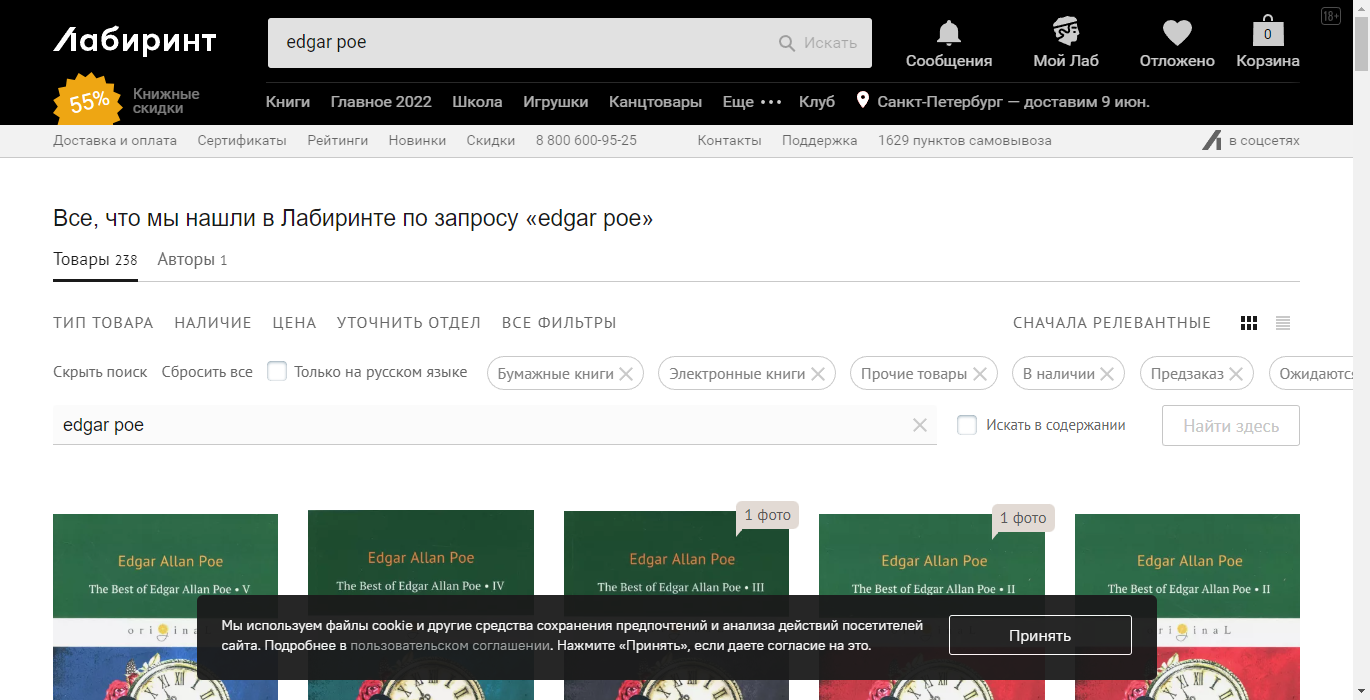 18+
Лабиринт
edgar poe
Искать
Сообщения
Мой Лаб
Отложено
0
Корзина
55%
Книжные
скидки
Книги Главное 2022 Школа Игрушки Канцтовары Еще ••• Клуб Санкт-Петербург — доставим 9 июн.
Доставка и оплата Сертификаты Рейтинги Новинки Скидки 8 800 600-95-25 Контакты Поддержка 1629 пунктов самовывоза в соцсетях
Все, что мы нашли в Лабиринте по запросу «edgar poe»
Товары 238 Авторы 1
ТИП ТОВАРА НАЛИЧИЕ ЦЕНА УТОЧНИТЬ ОТДЕЛ ВСЕ ФИЛЬТРЫ СНАЧАЛА РЕЛЕВАНТНЫЕ
Скрыть поиск Сбросить все Только на русском языке Бумажные книги Электронные книги Прочие товары В наличии Предзаказ Ожидаютс
edgar poe
Искать в содержании
Найти здесь
Edgar Allan Poe
The Best of Edgar Allan Poe • V
origina
Edgar Allan Poe
The Best of Edgar Allan Poe • IV
1 фото
Edgar Allan Poe
The Best of Edgar Allan Poe • III
1 фото
Edgar Allan Poe
The Best of Edgar Allan Poe • II
Edgar Allan Poe
The Best of Edgar Allan Poe • II
riginaL
Мы используем файлы cookie и другие средства сохранения предпочтений и анализа действий посетителей
сайта. Подробнее в пользовательском соглашении. Нажмите «Принять», если даете согласие на это.
Принять